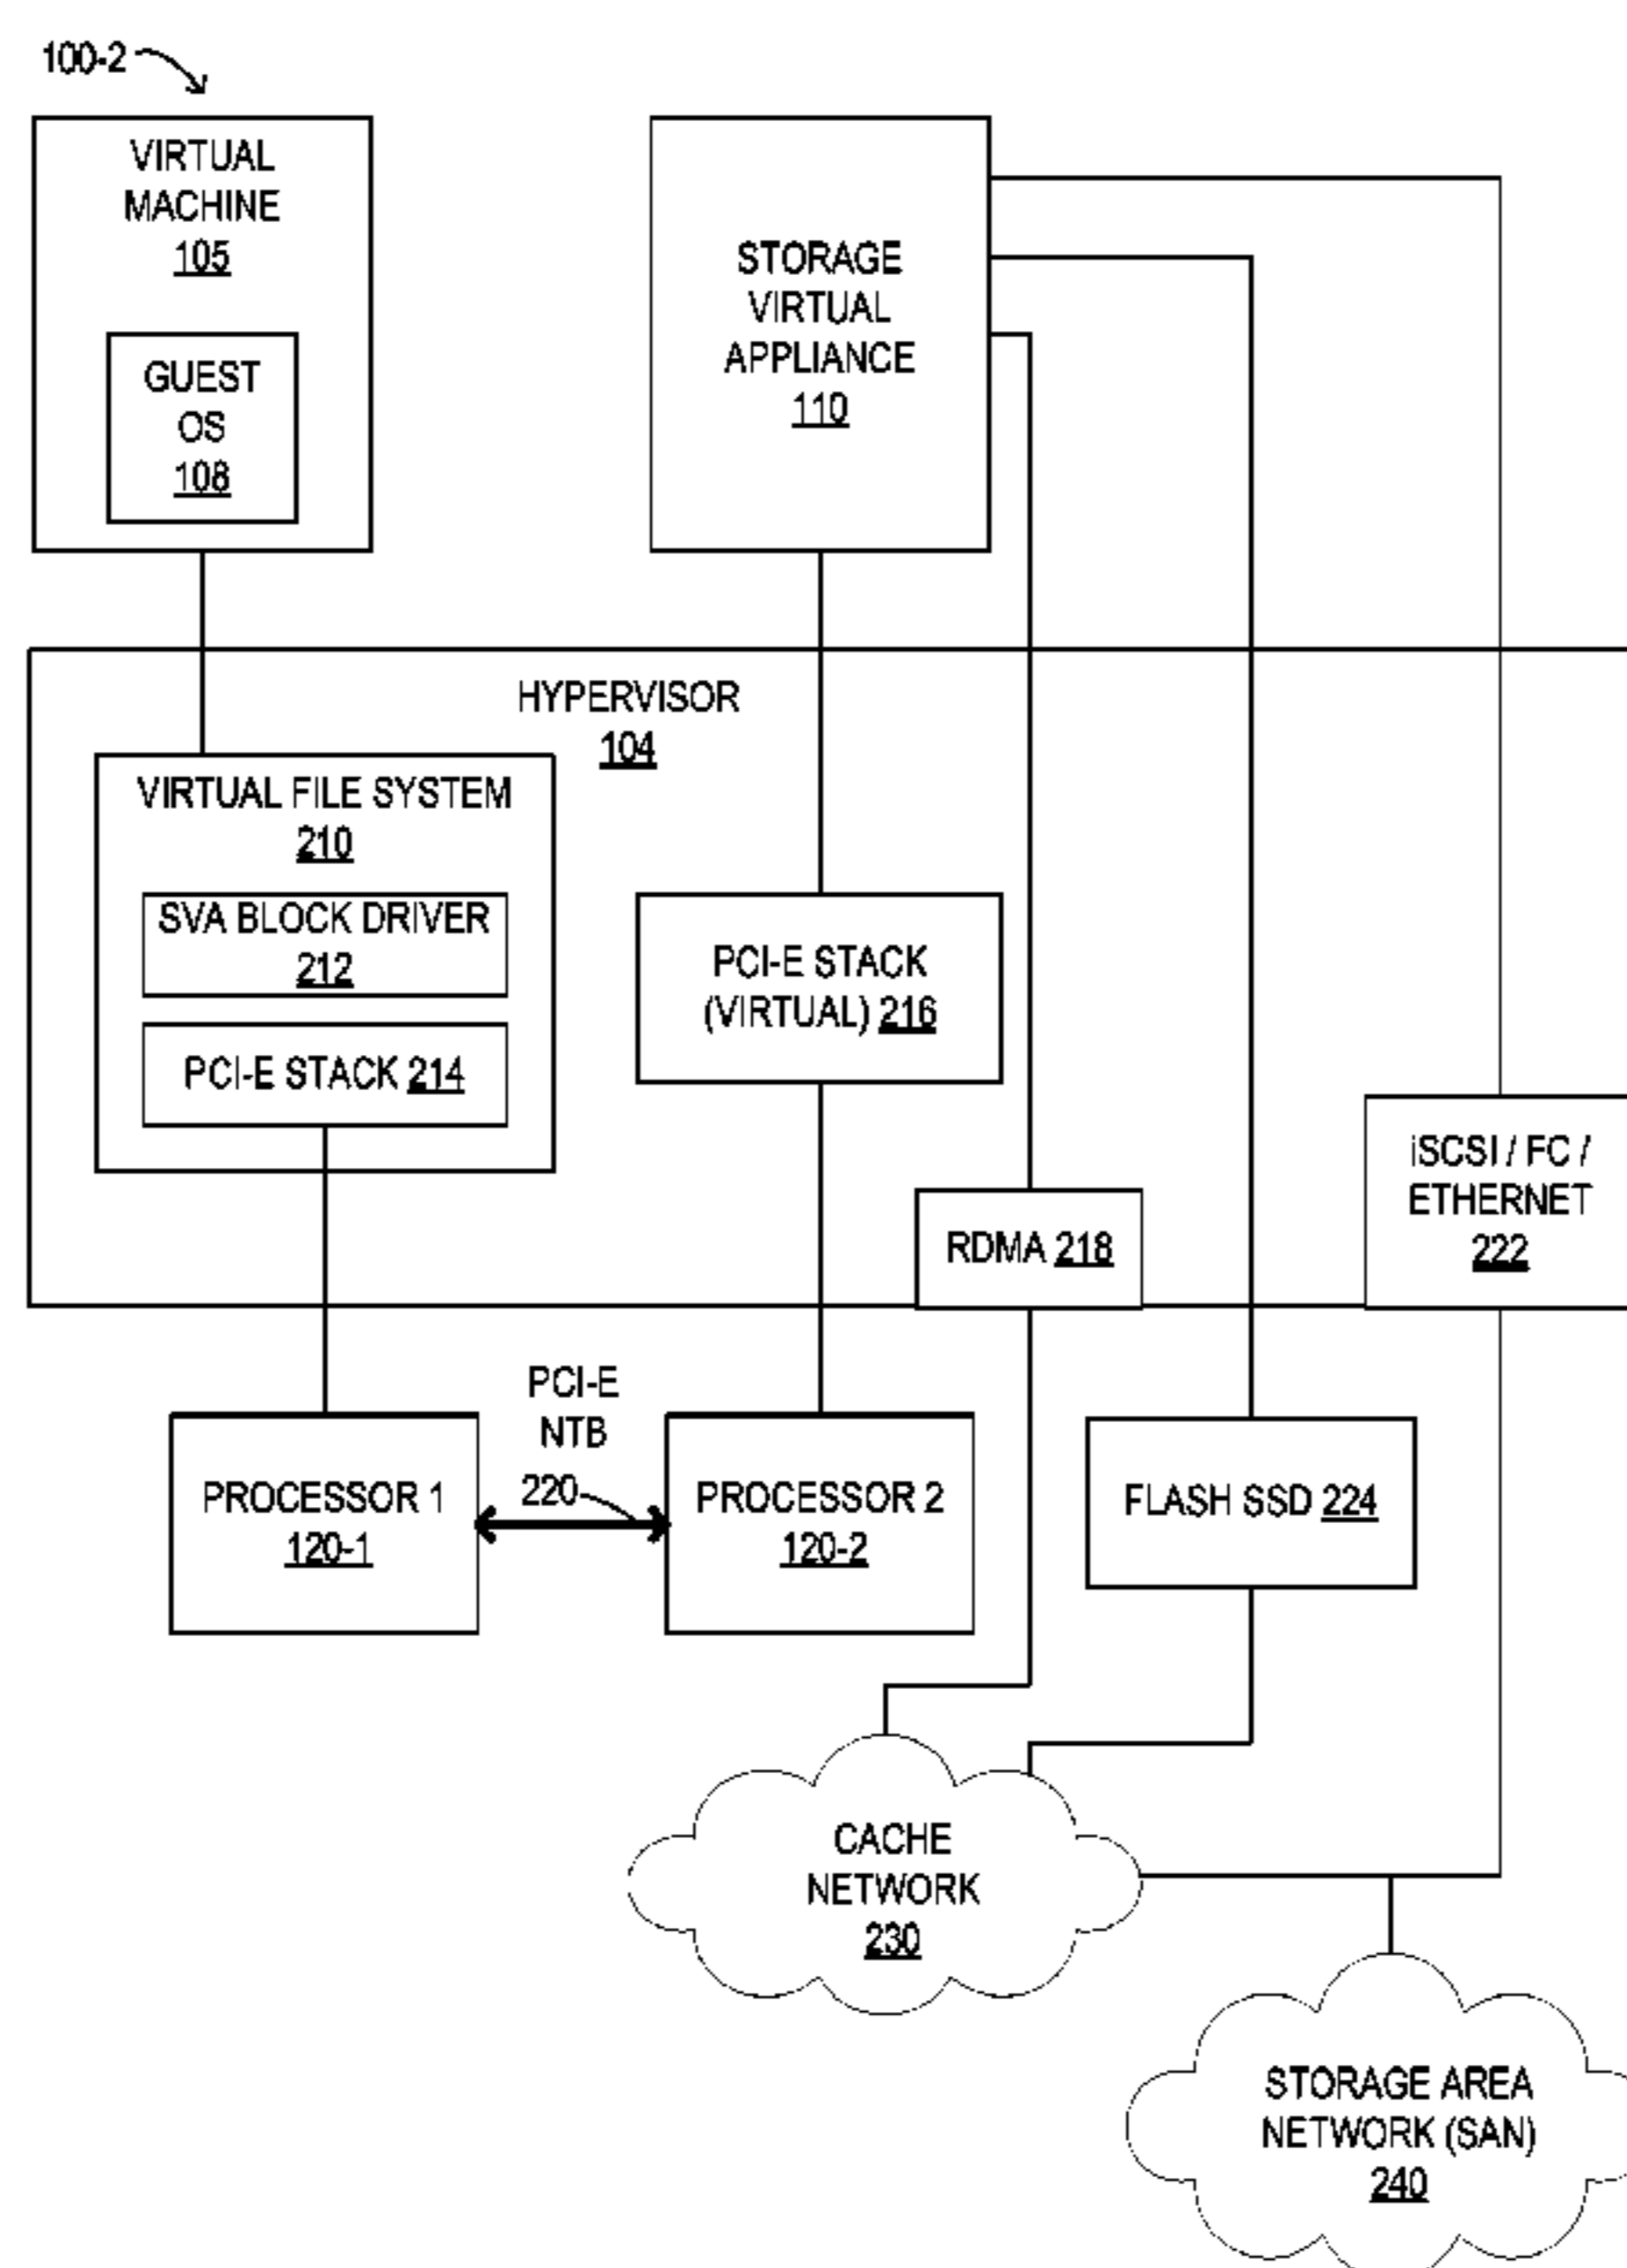 100-2
VIRTUAL
MACHINE
105
GUEST
OS
108
STORAGE
VIRTUAL
APPLIANCE
110
HYPERVISOR
104
VIRTUAL FILE SYSTEM
210
SVA BLOCK DRIVER
212
PCI-E STACK 214
PCI-E STACK
(VIRTUAL) 216
RDMA 218
iSCSI / FC /
ETHERNET
222
PCI-E
NTB
220
PROCESSOR 1
120-1
PROCESSOR 2
120-2
FLASH SSD 224
CACHE
NETWORK
230
STORAGE AREA
NETWORK (SAN)
240